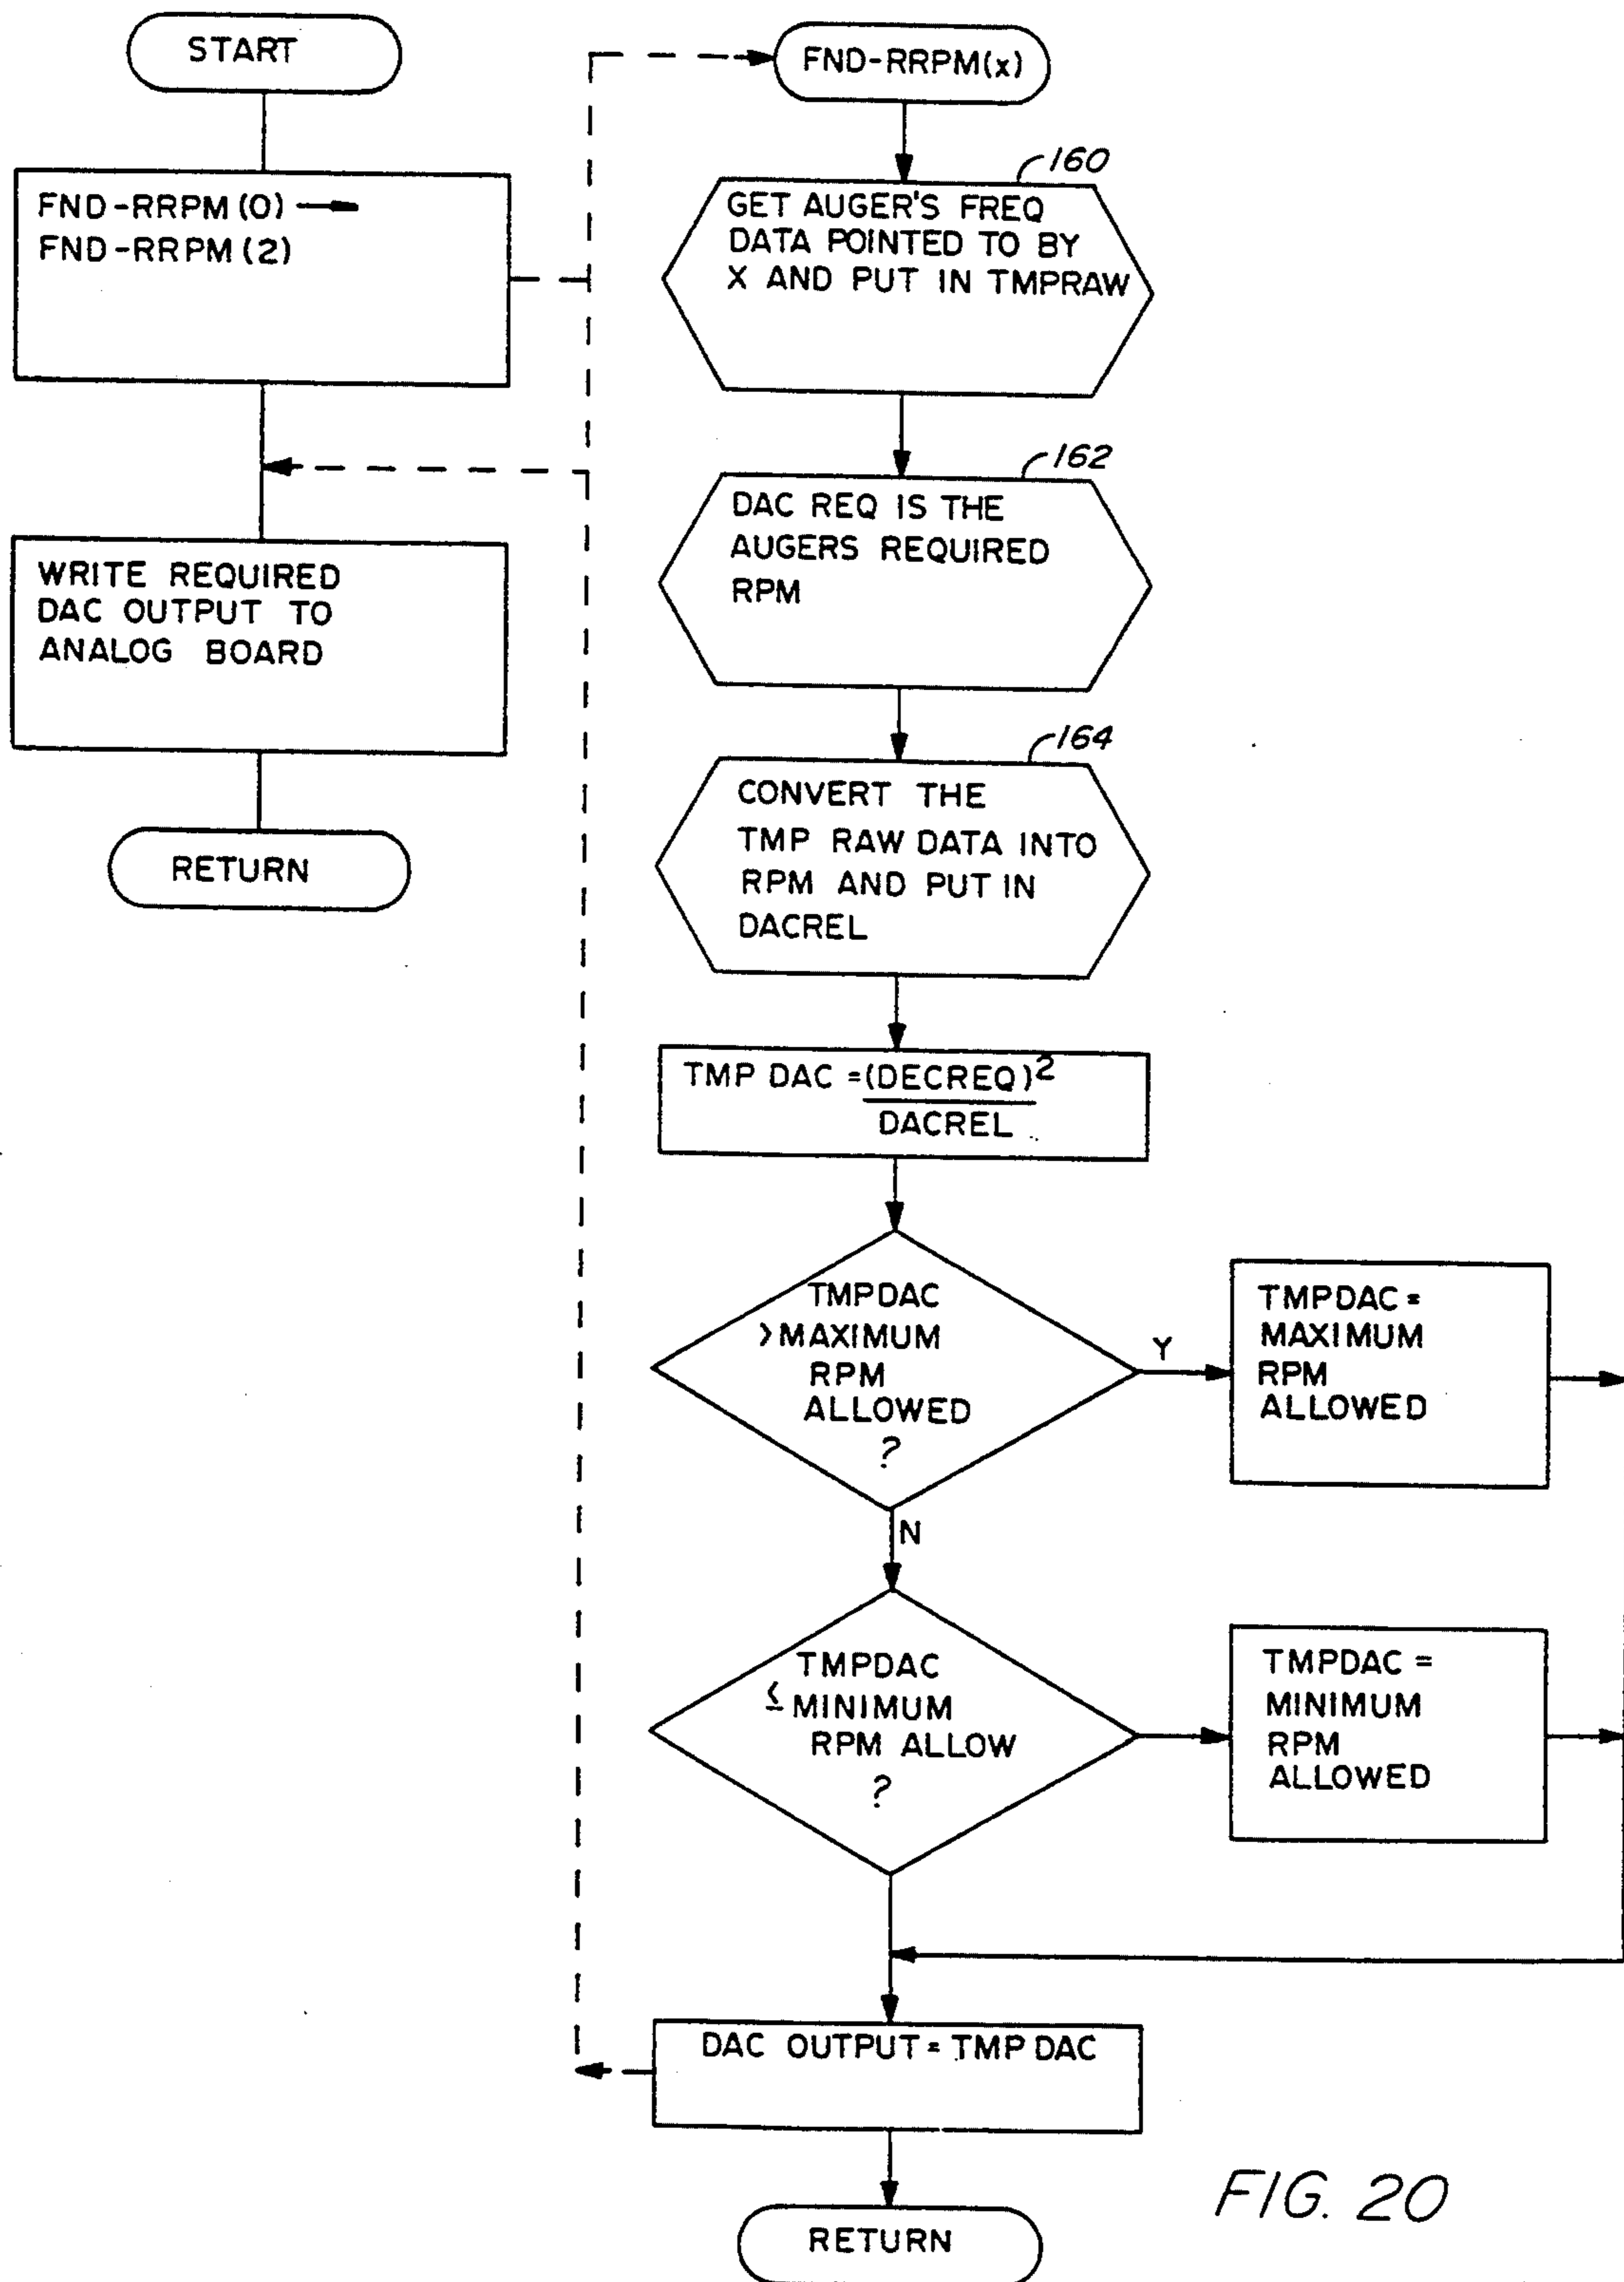 START
FND-RRPM(0)
FND-RRPM(2)
WRITE REQUIRED
DAC OUTPUT TO
ANALOG BOARD
RETURN
FND-RRPM(x)
160
GET AUGER'S FREQ
DATA POINTED TO BY
X AND PUT IN TMPRAW
162
DAC REQ IS THE
AUGERS REQUIRED
RPM
164
CONVERT THE
TMP RAW DATA INTO
RPM AND PUT IN
DACREL
TMP DAC =(DECREQ)2
DACREL
TMPDAC
>MAXIMUM
RPM
ALLOWED
?
Y
TMPDAC =
MAXIMUM
RPM
ALLOWED
N
TMPDAC
≤MINIMUM
RPM ALLOW
?
TMPDAC =
MINIMUM
RPM
ALLOWED
DAC OUTPUT = TMP DAC
RETURN
FIG. 20